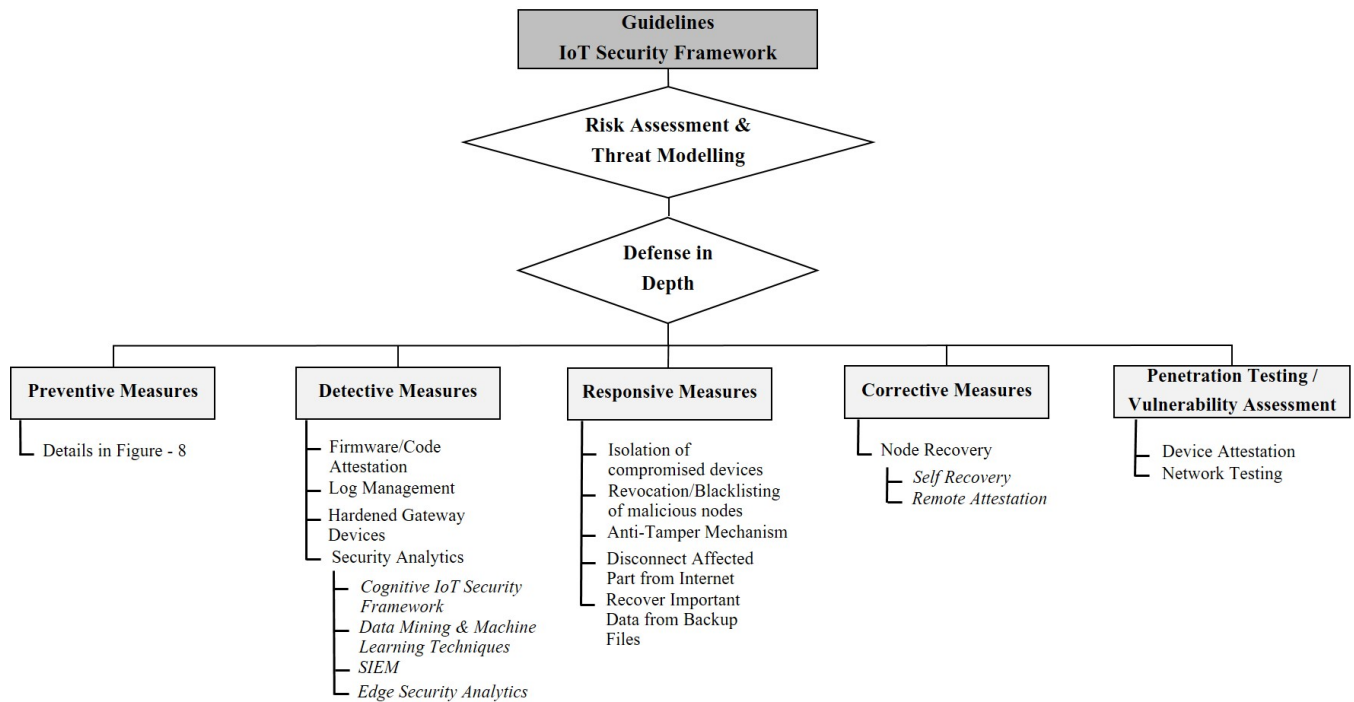 Guidelines
IoT Security Framework
Risk Assessment &
Threat Modelling
Defense in
Depth
Preventive Measures
Details in Figure - 8
Detective Measures
Firmware/Code
Attestation
Log Management
Hardened Gateway
Devices
Security Analytics
Cognitive IoT Security
Framework
Data Mining & Machine
Learning Techniques
SIEM
Edge Security Analytics
Responsive Measures
Isolation of
compromised devices
Revocation/Blacklisting
of malicious nodes
Anti-Tamper Mechanism
Disconnect Affected
Part from Internet
Recover Important
Data from Backup
Files
Corrective Measures
Node Recovery
Self Recovery
Remote Attestation
Penetration Testing /
Vulnerability Assessment
Device Attestation
Network Testing